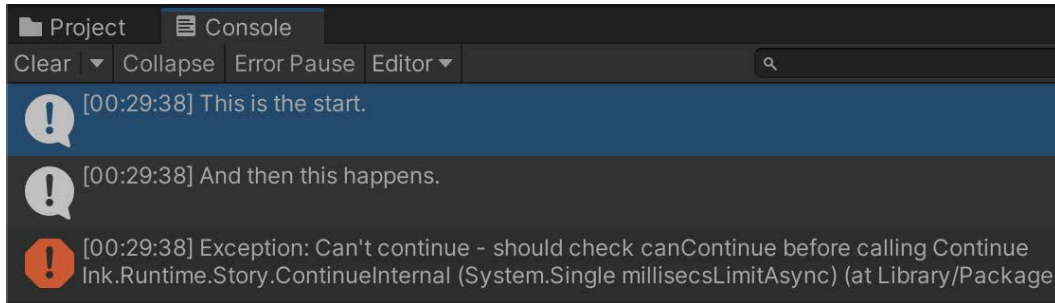 Project Console
Clear Collapse Error Pause Editor
[00:29:38] This is the start.
[00:29:38] And then this happens.
[00:29:38] Exception: Can't continue - should check canContinue before calling Continue
Ink.Runtime.Story.ContinueInternal (System.Single millisecsLimitAsync) (at Library/Package